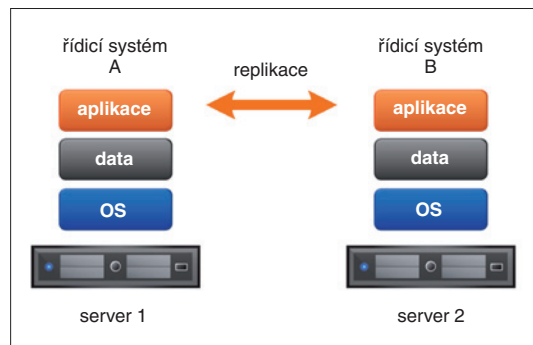 řídicí systém
A
replikace
řídicí systém
B
aplikace
aplikace
data
data
OS
OS
server 1
server 2